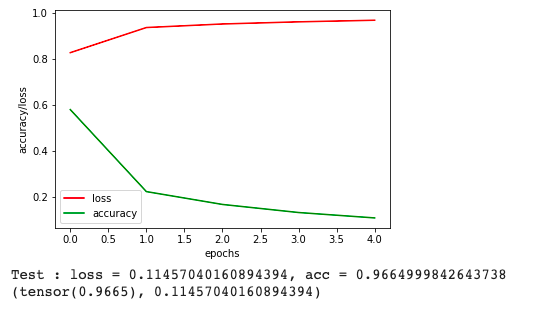 1.0
0.8
0.6
0.4
0.2
accuracy/loss
loss
accuracy
0.0 0.5 1.0 1.5 2.0 2.5 3.0 3.5 4.0
epochs
Test : loss = 0.11457040160894394, acc = 0.9664999842643738
(tensor(0.9665), 0.11457040160894394)